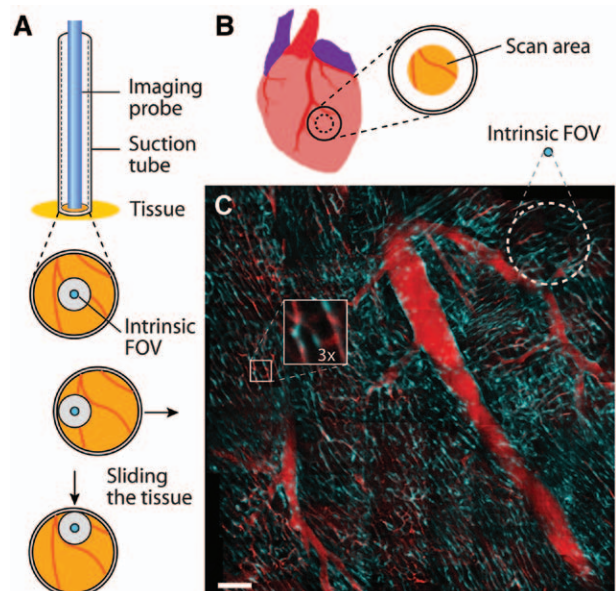 A
Imaging
probe
Suction
tube
Tissue
Intrinsic
FOV
Sliding
the tissue
B
Scan area
Intrinsic FOV
C
3x